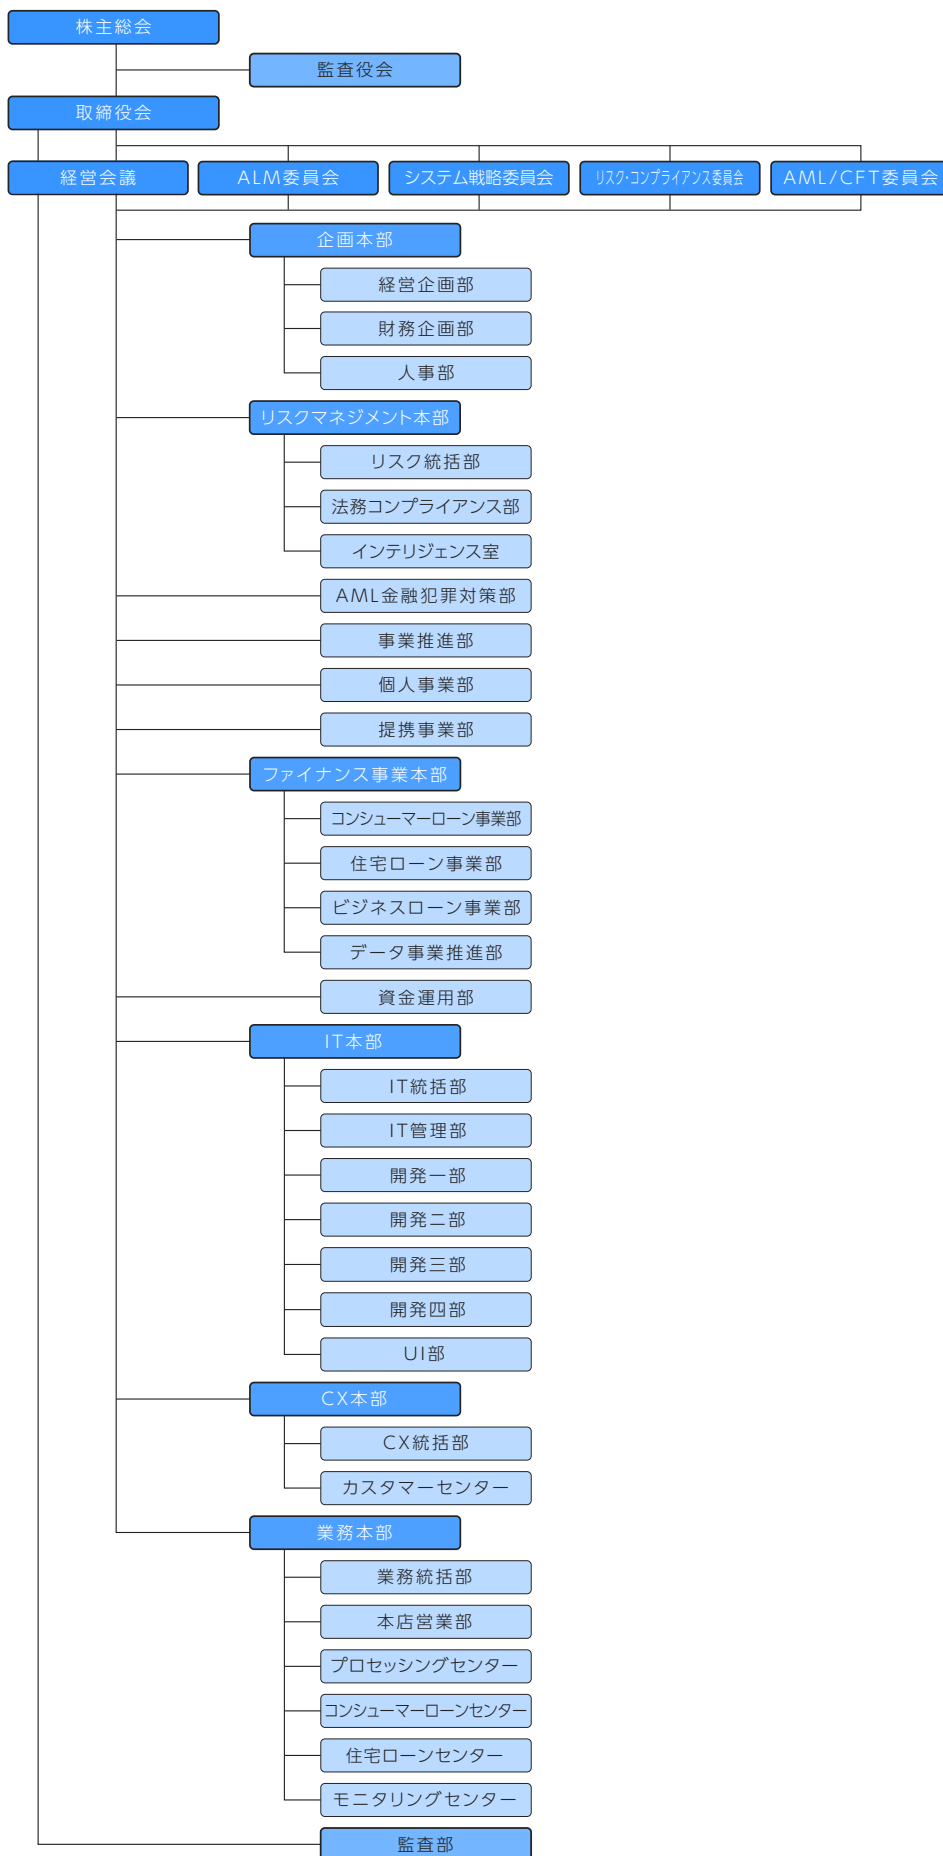 株主総会
監査役会
取締役会
経営会議
ALM委員会
システム戦略委員会
リスク・コンプライアンス委員会
AML/CFT委員会
企画本部
経営企画部
財務企画部
人事部
リスクマネジメント本部
リスク統括部
法務コンプライアンス部
インテリジェンス室
AML金融犯罪対策部
事業推進部
個人事業部
提携事業部
ファイナンス事業本部
コンシューマーローン事業部
住宅ローン事業部
ビジネスローン事業部
データ事業推進部
資金運用部
IT本部
IT統括部
IT管理部
開発一部
開発二部
開発三部
開発四部
UI部
CX本部
CX統括部
カスタマーセンター
業務本部
業務統括部
本店営業部
プロセッシングセンター
コンシューマーローンセンター
住宅ローンセンター
モニタリングセンター
監査部